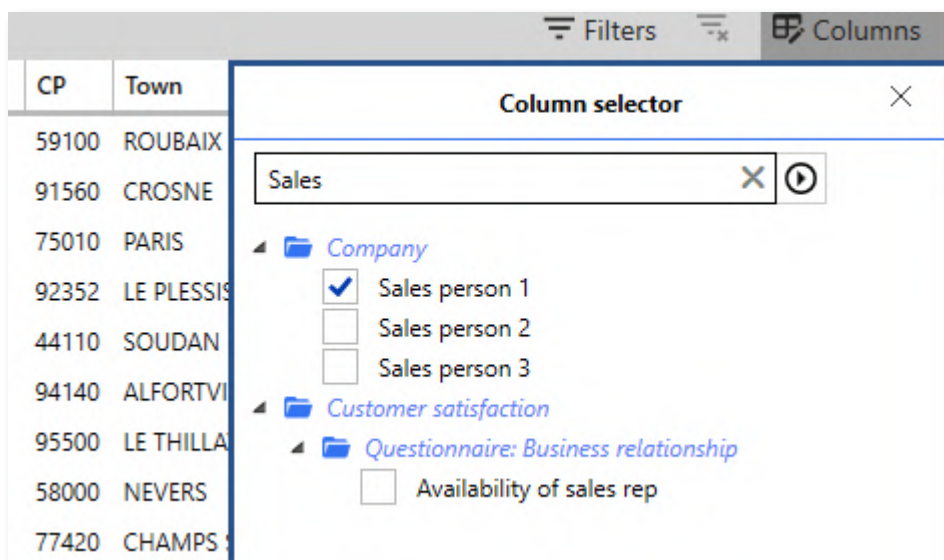 Filters
Columns
CP Town
Column selector
59100 ROUBAIX
Sales
91560 CROSNE
75010 PARIS
Company
92352 LE PLESSIS
Sales person 1
Sales person 2
44110 SOUDAN
Sales person 3
94140 ALFORTVI
Customer satisfaction
95500 LE THILLA
Questionnaire: Business relationship
58000 NEVERS
Availability of sales rep
77420 CHAMPS